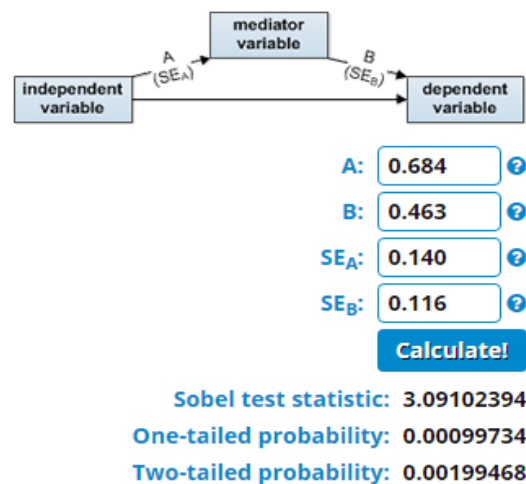 mediator
variable
A
(SEA)
B
(SEB)
independent
variable
dependent
variable
A: 0.684 ?
B: 0.463 ?
SEA: 0.140 ?
SEB: 0.116 ?
Calculate!
Sobel test statistic: 3.09102394
One-tailed probability: 0.00099734
Two-tailed probability: 0.00199468